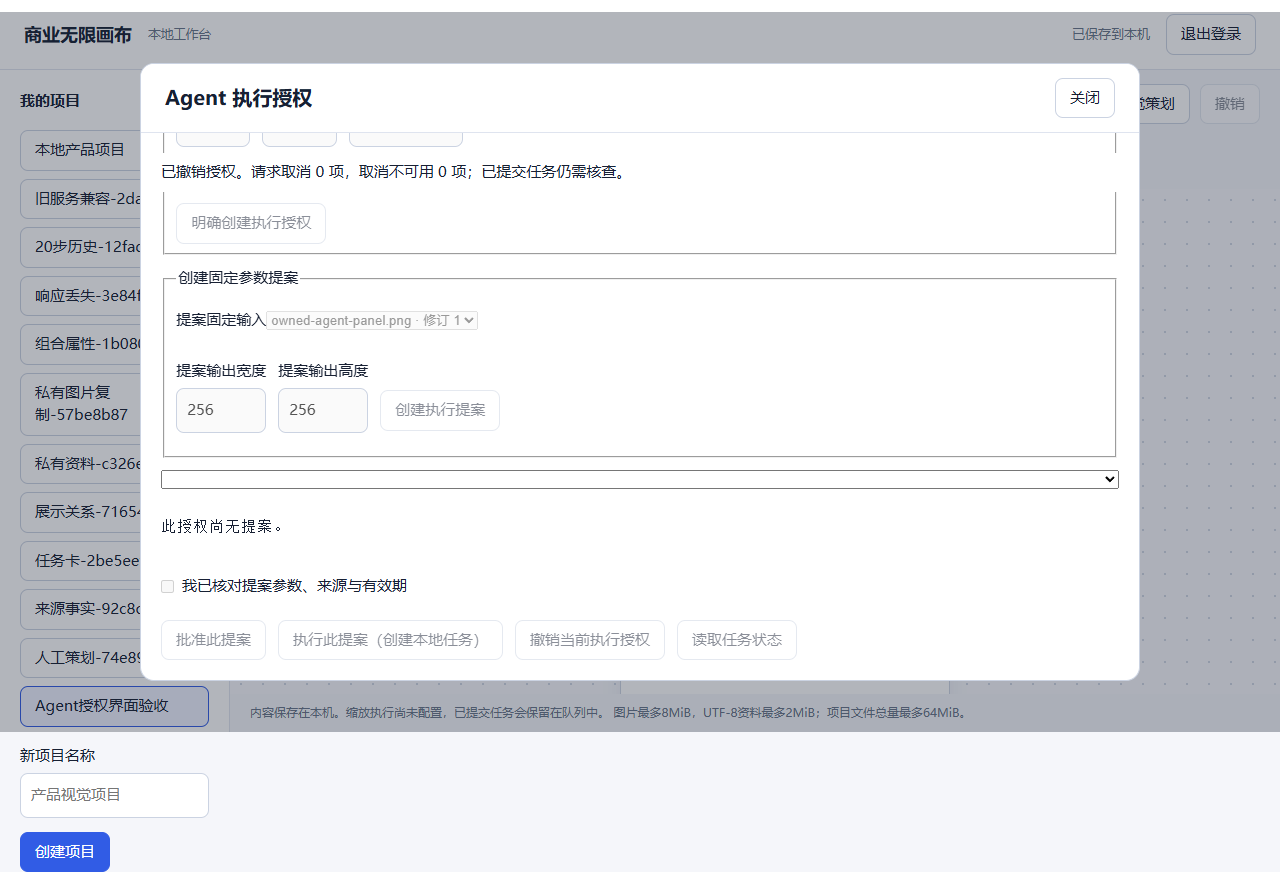 商业无限画布 本地工作台 已保存到本机 退出登录
Agent 执行授权 关闭
我的项目
策划 撤销
本地产品项目
已撤销授权。请求取消 0 项，取消不可用 0 项；已提交任务仍需核查。
旧服务兼容-2da
明确创建执行授权
20步历史-12fac
创建固定参数提案
响应丢失-3e84f
提案固定输入 owned-agent-panel.png · 修订 1
组合属性-1b080
提案输出宽度 提案输出高度
私有图片复
制-57be8b87
256 256 创建执行提案
私有资料-c326e
展示关系-71654
此授权尚无提案。
任务卡-2be5ee
我已核对提案参数、来源与有效期
来源事实-92c8c
批准此提案 执行此提案（创建本地任务） 撤销当前执行授权 读取任务状态
人工策划-74e89
Agent授权界面验收
内容保存在本机。缩放执行尚未配置，已提交任务会保留在队列中。 图片最多8MiB，UTF-8资料最多2MiB；项目文件总量最多64MiB。
新项目名称
产品视觉项目
创建项目